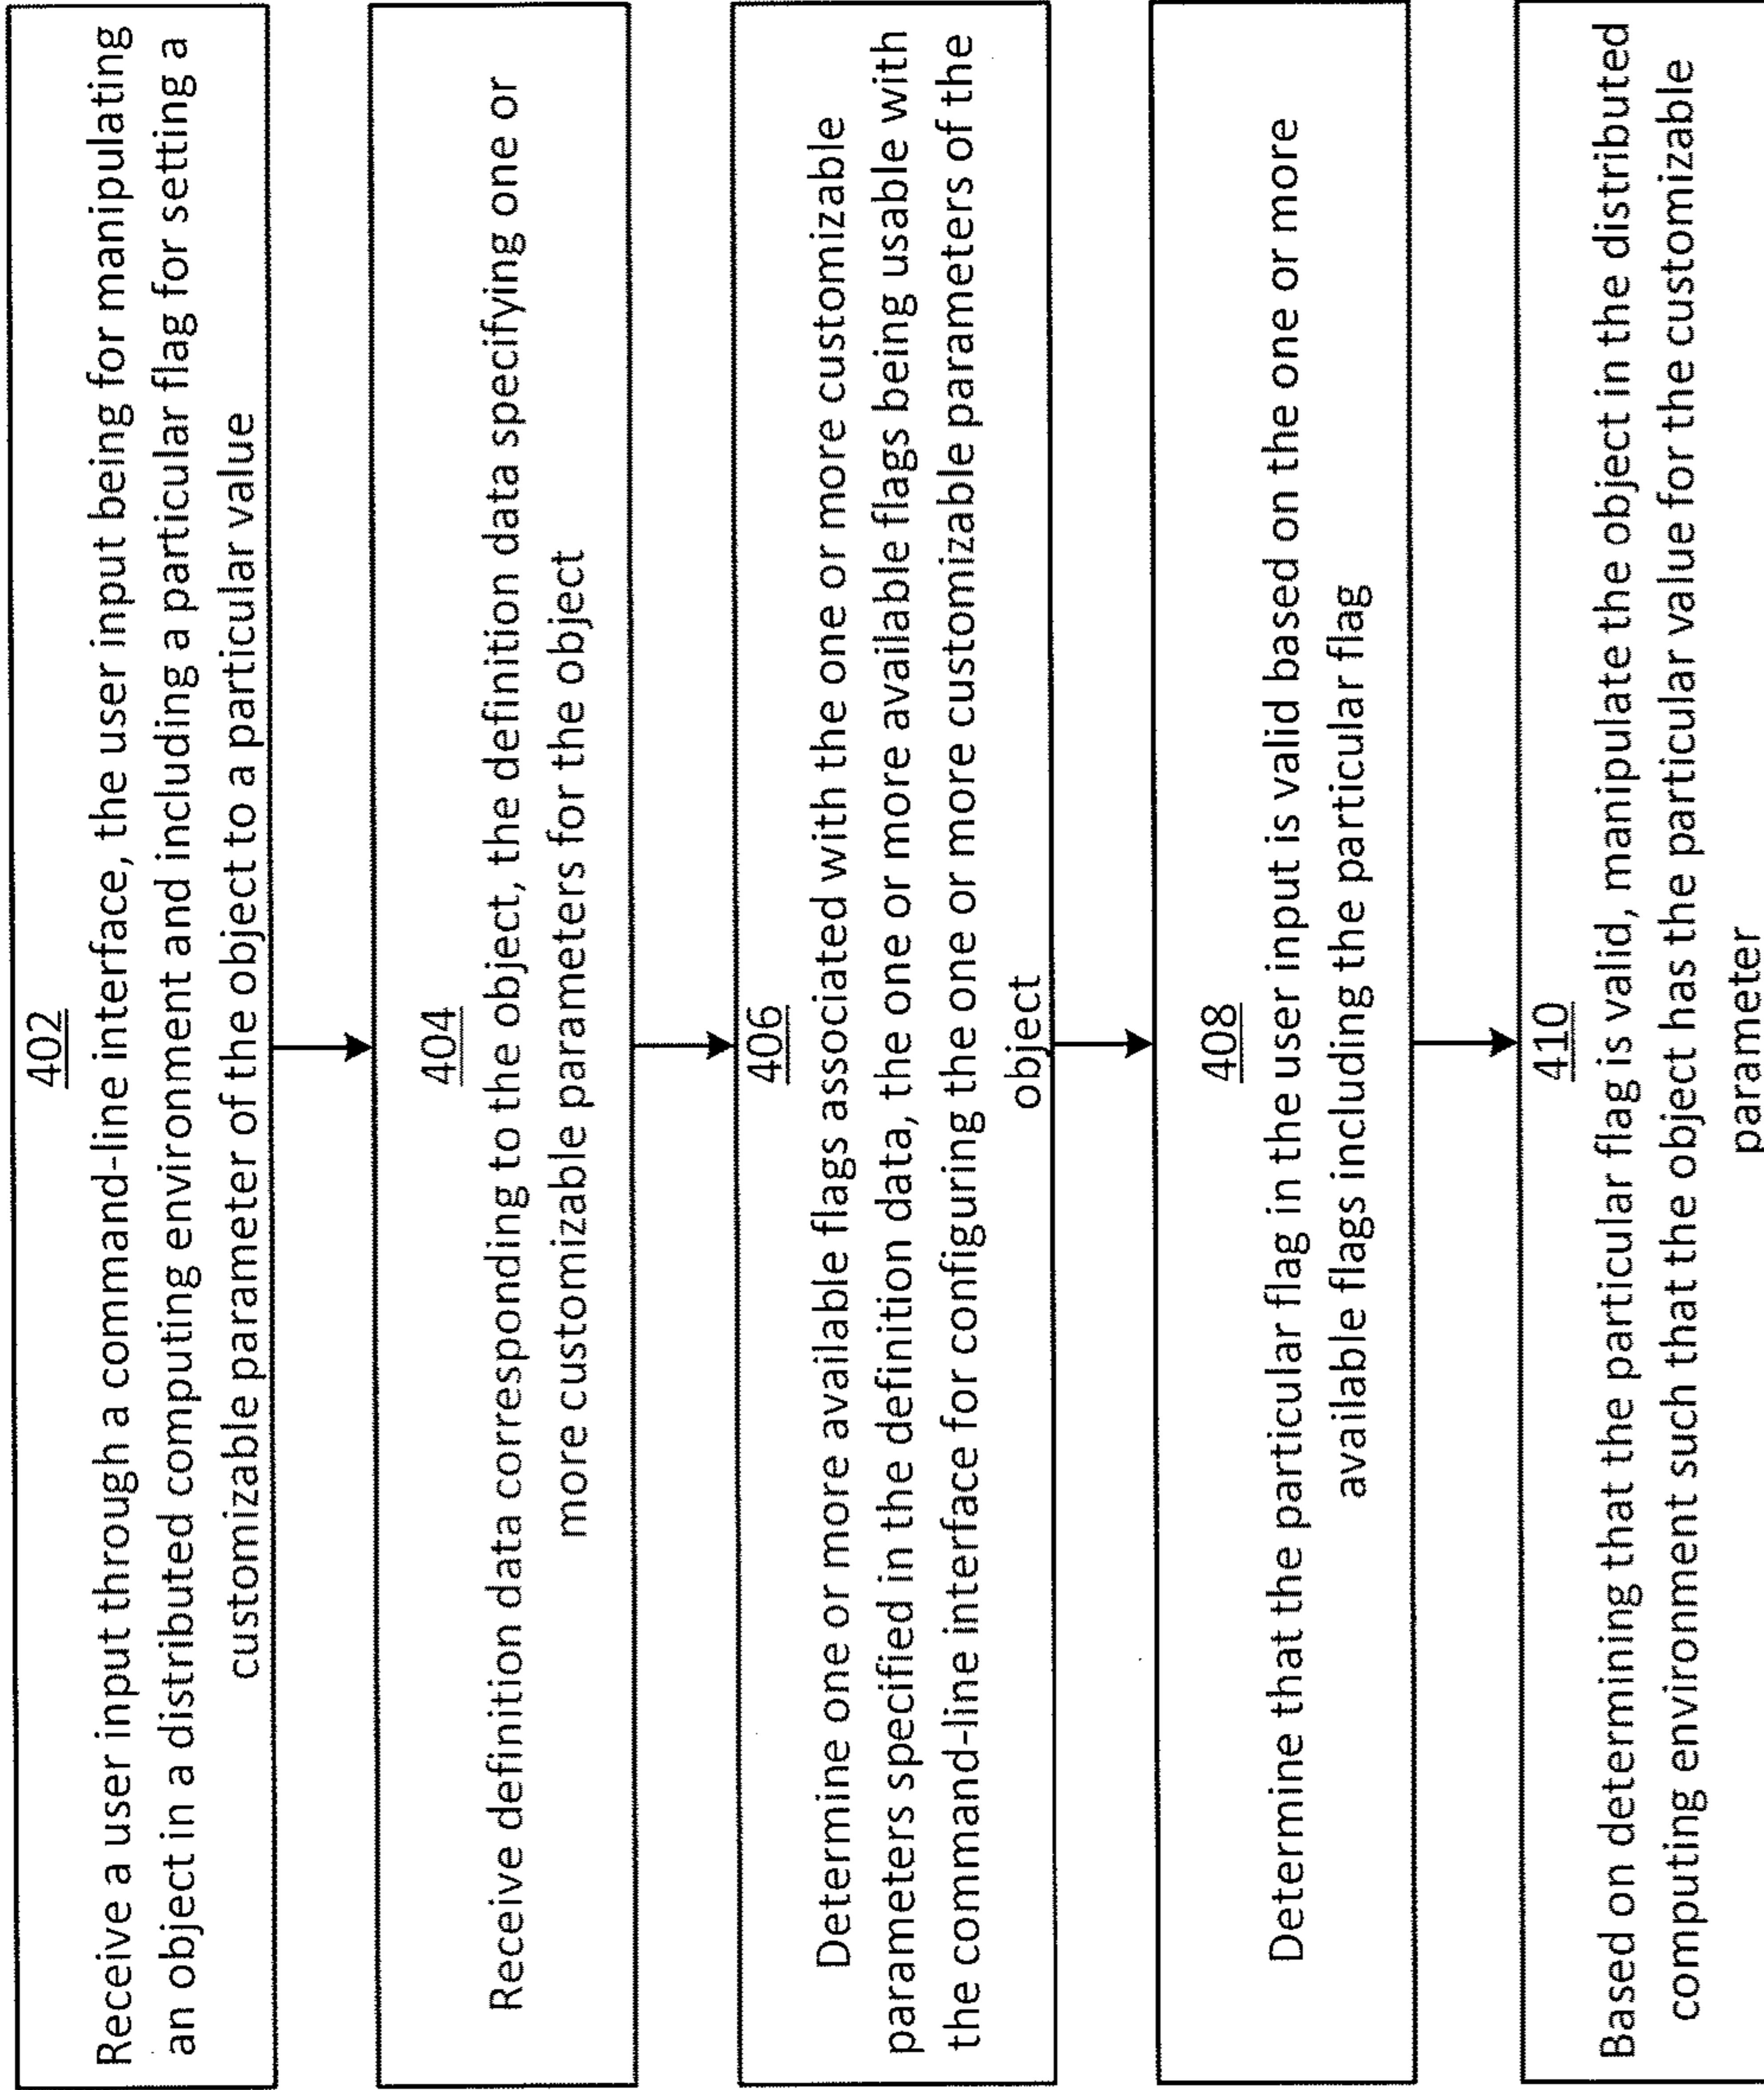 402
Receive a user input through a command-line interface, the user input being for manipulating
an object in a distributed computing environment and including a particular flag for setting a
customizable parameter of the object to a particular value
404
Receive definition data corresponding to the object, the definition data specifying one or
more customizable parameters for the object
406
Determine one or more available flags associated with the one or more customizable
parameters specified in the definition data, the one or more available flags being usable with
the command-line interface for configuring the one or more customizable parameters of the
object
408
Determine that the particular flag in the user input is valid based on the one or more
available flags including the particular flag
410
Based on determining that the particular flag is valid, manipulate the object in the distributed
computing environment such that the object has the particular value for the customizable
parameter